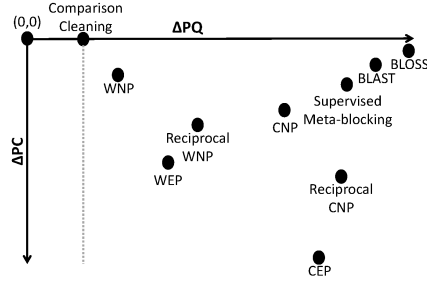 Comparison
Cleaning
(0,0)
ΔPQ
BLOSS
BLAST
WNP
Supervised
Meta-blocking
CNP
Reciprocal
WNP
ΔPC
WEP
Reciprocal
CNP
CEP